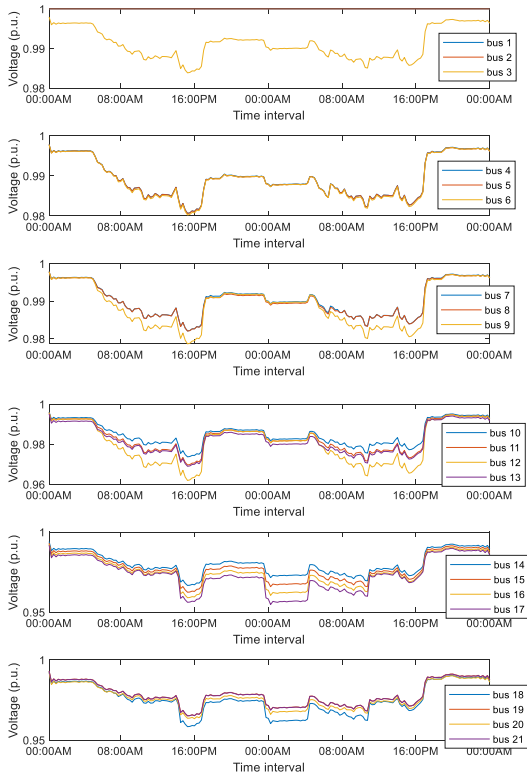 1
0.99
0.98
Voltage (p.u.)
bus 1
bus 2
bus 3
00:00AM 08:00AM 16:00PM 00:00AM 08:00AM 16:00PM 00:00AM
Time interval
1
0.99
0.98
Voltage (p.u.)
bus 4
bus 5
bus 6
00:00AM 08:00AM 16:00PM 00:00AM 08:00AM 16:00PM 00:00AM
Time interval
1
0.99
0.98
Voltage (p.u.)
bus 7
bus 8
bus 9
00:00AM 08:00AM 16:00PM 00:00AM 08:00AM 16:00PM 00:00AM
Time interval
1
0.98
0.96
Voltage (p.u.)
bus 10
bus 11
bus 12
bus 13
00:00AM 08:00AM 16:00PM 00:00AM 08:00AM 16:00PM 00:00AM
Time interval
1
0.95
Voltage (p.u.)
bus 14
bus 15
bus 16
bus 17
00:00AM 08:00AM 16:00PM 00:00AM 08:00AM 16:00PM 00:00AM
Time interval
1
0.95
Voltage (p.u.)
bus 18
bus 19
bus 20
bus 21
00:00AM 08:00AM 16:00PM 00:00AM 08:00AM 16:00PM 00:00AM
Time interval